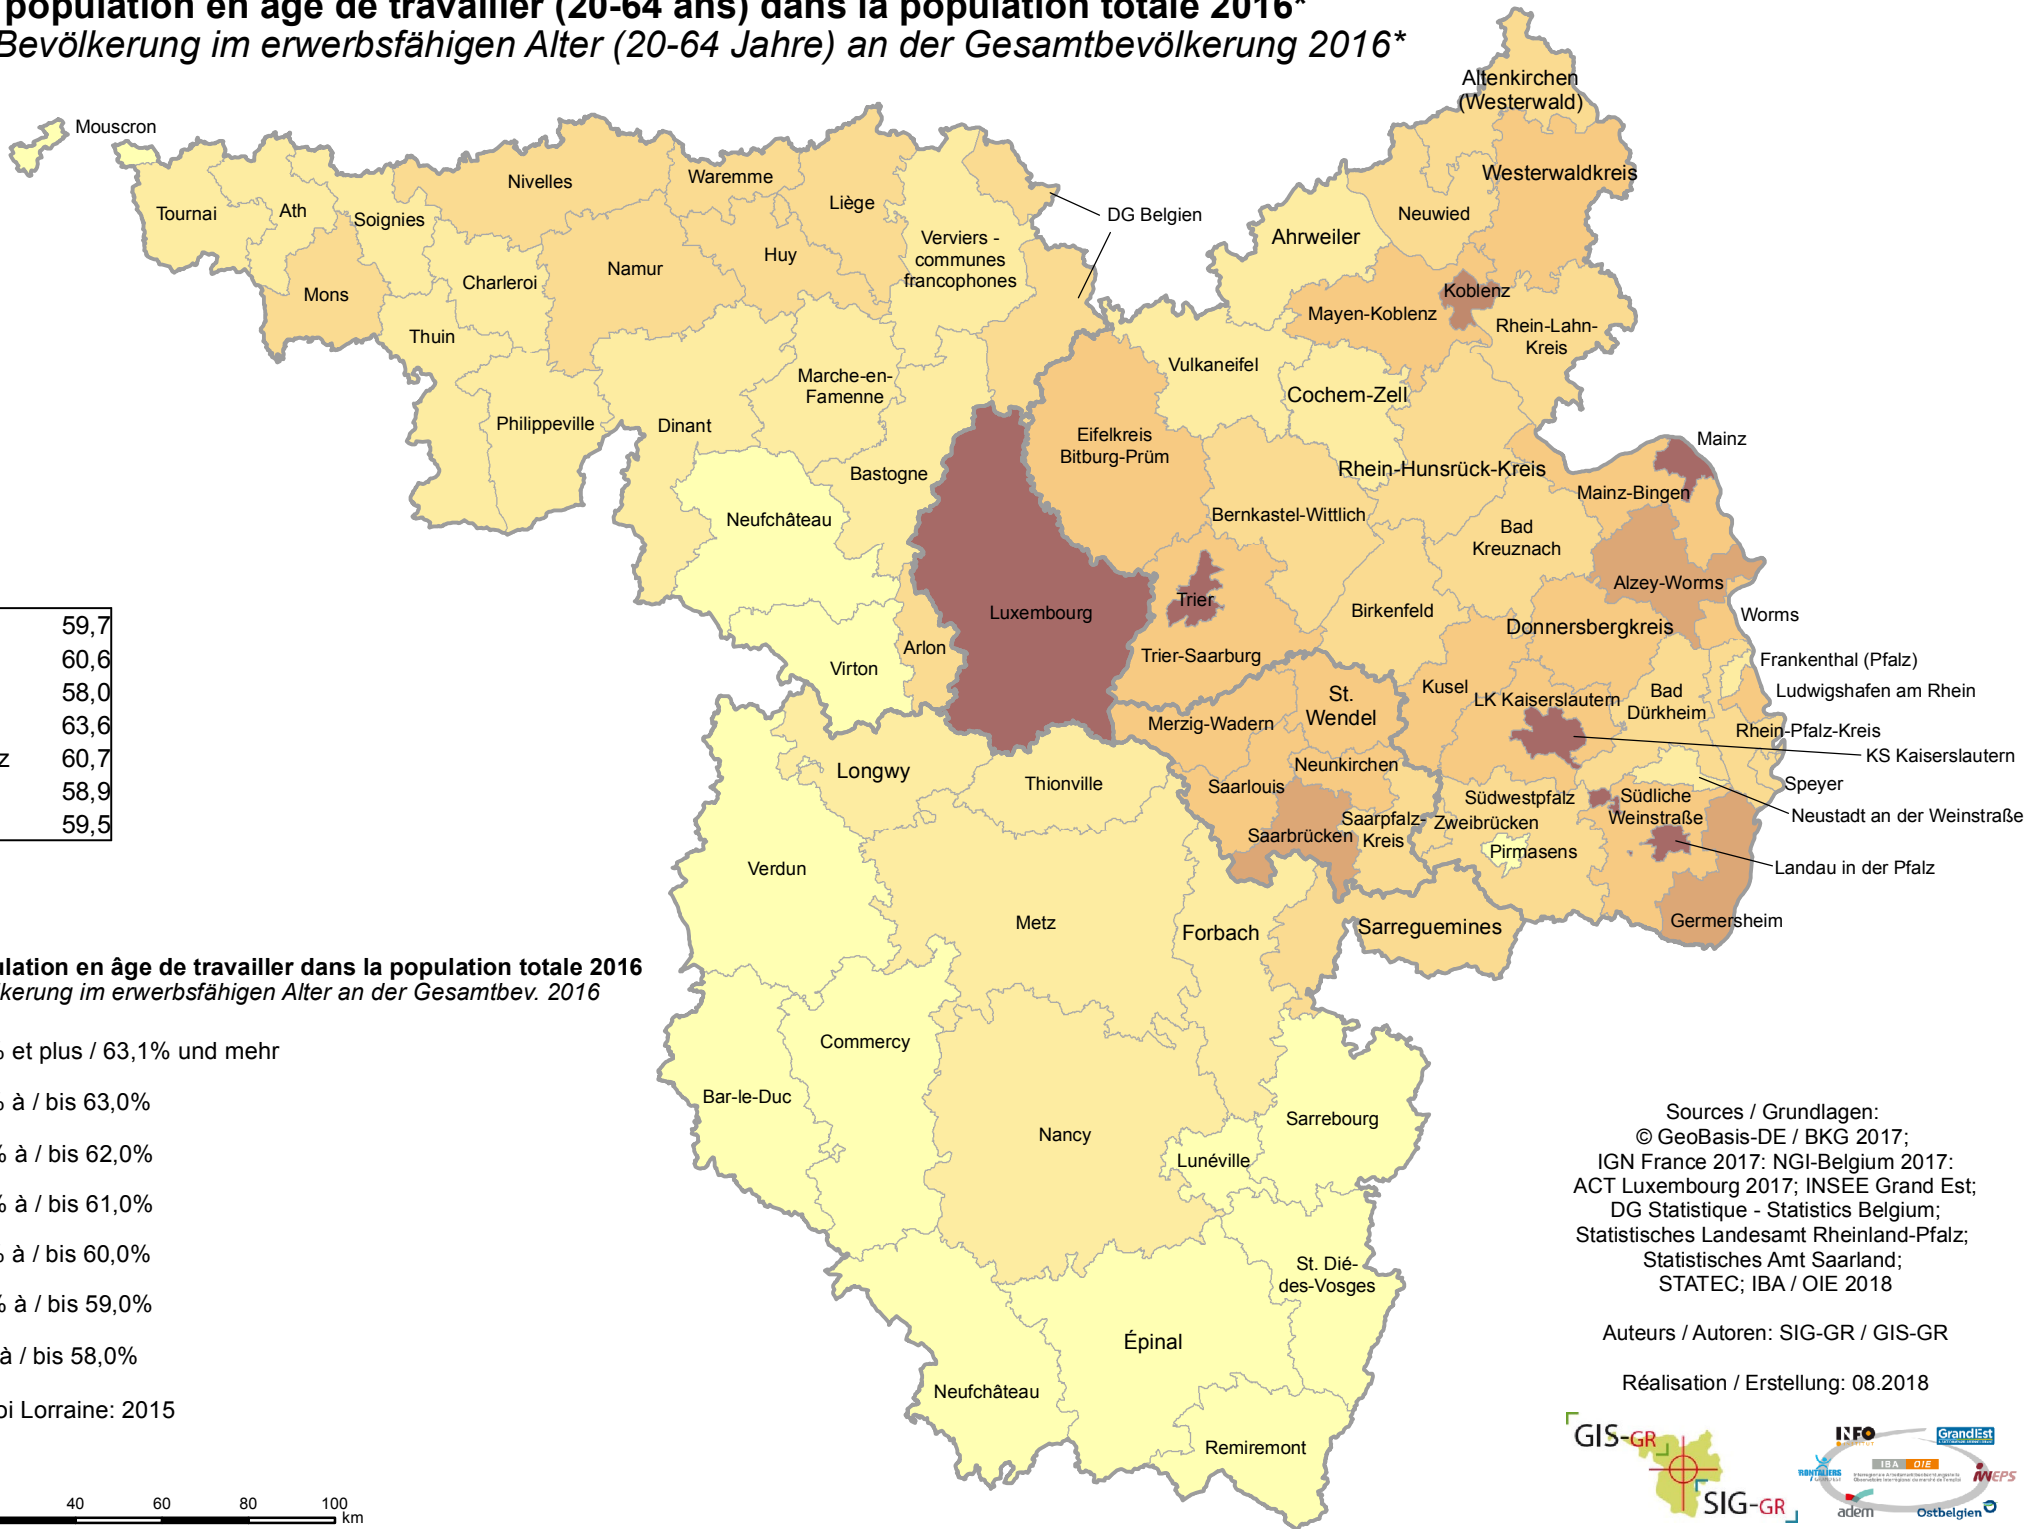 population en âge de travailler (20-64 ans) dans la population totale 2016*
Bevölkerung im erwerbsfähigen Alter (20-64 Jahre) an der Gesamtbevölkerung 2016*
Altenkirchen
(Westerwald)
Mouscron
Westerwaldkreis
Nivelles
Waremme
Liège
Tournai
Ath
Soignies
DG Belgien
Neuwied
Ahrweiler
Verviers -
communes
francophones
Huy
Namur
Charleroi
Mons
Koblenz
Mayen-Koblenz
Rhein-Lahn-
Kreis
Thuin
Vulkaneifel
Marche-en-
Famenne
Cochem-Zell
Philippeville
Dinant
Eifelkreis
Bitburg-Prüm
Mainz
Bastogne
Rhein-Hunsrück-Kreis
Mainz-Bingen
Neufchâteau
Bernkastel-Wittlich
Bad
Kreuznach
Alzey-Worms
Luxembourg
Trier
Birkenfeld
Worms
Donnersbergkreis
59,7
60,6
58,0
63,6
z 60,7
58,9
59,5
Arlon
Trier-Saarburg
Virton
Frankenthal (Pfalz)
Ludwigshafen am Rhein
Kusel
LK Kaiserslautern
Bad
Dürkheim
St.
Wendel
Merzig-Wadern
Rhein-Pfalz-Kreis
KS Kaiserslautern
Longwy
Thionville
Neunkirchen
Saarlouis
Speyer
Südwestpfalz
Südliche
Weinstraße
Neustadt an der Weinstraße
Saarpfalz-
Kreis
Zweibrücken
Saarbrücken
Pirmasens
Landau in der Pfalz
Verdun
Metz
Forbach
Sarreguemines
Germersheim
ulation en âge de travailler dans la population totale 2016
lkerung im erwerbsfähigen Alter an der Gesamtbev. 2016
% et plus / 63,1% und mehr
% à / bis 63,0%
% à / bis 62,0%
% à / bis 61,0%
% à / bis 60,0%
% à / bis 59,0%
à / bis 58,0%
oi Lorraine: 2015
Commercy
Bar-le-Duc
Nancy
Sarrebourg
Lunéville
St. Dié-
des-Vosges
Épinal
Neufchâteau
Remiremont
Sources / Grundlagen:
© GeoBasis-DE / BKG 2017;
IGN France 2017: NGI-Belgium 2017:
ACT Luxembourg 2017; INSEE Grand Est;
DG Statistique - Statistics Belgium;
Statistisches Landesamt Rheinland-Pfalz;
Statistisches Amt Saarland;
STATEC; IBA / OIE 2018
Auteurs / Autoren: SIG-GR / GIS-GR
Réalisation / Erstellung: 08.2018
GIS-GR
SIG-GR
INFO
INSTITUT
GrandEst
FRONTALIERS
IBA OIE
IWEPS
adem
Ostbelgien
40 60 80 100
km